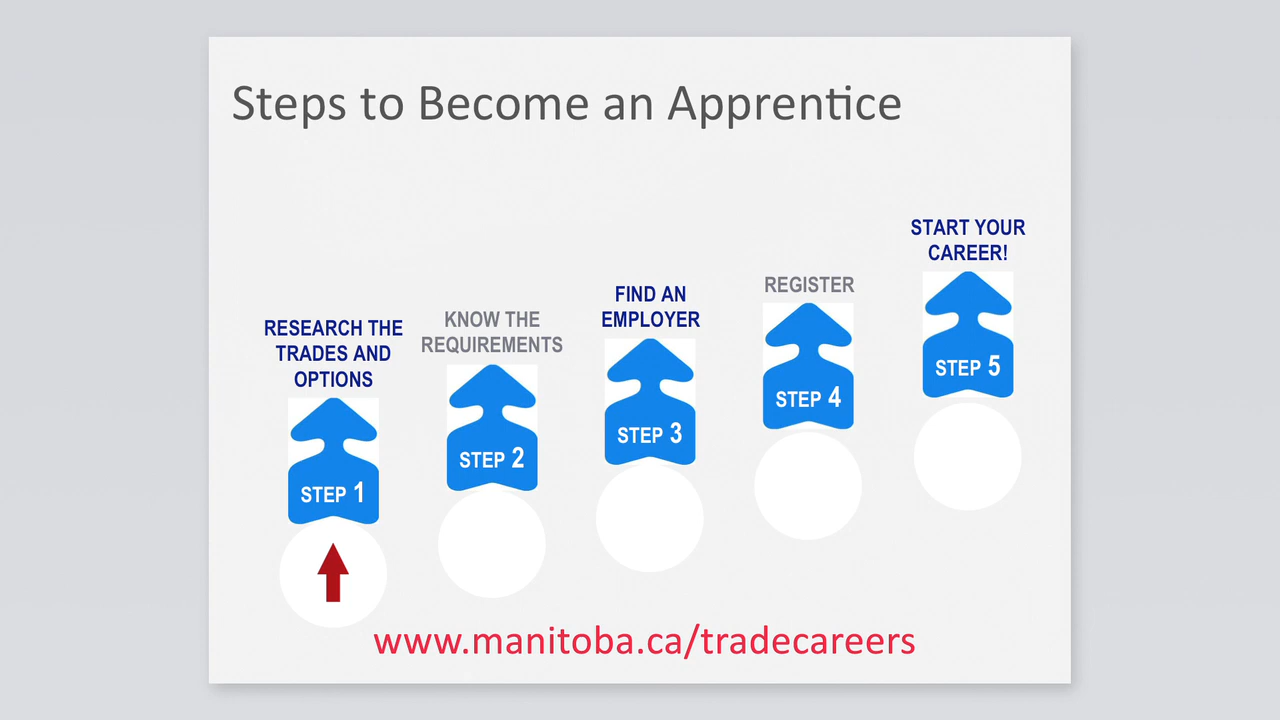 Steps to Become an Apprentice
RESEARCH THE
TRADES AND
OPTIONS
STEP 1
KNOW THE
REQUIREMENTS
STEP 2
FIND AN
EMPLOYER
STEP 3
REGISTER
STEP 4
START YOUR
CAREER!
STEP 5
www.manitoba.ca/tradecareers